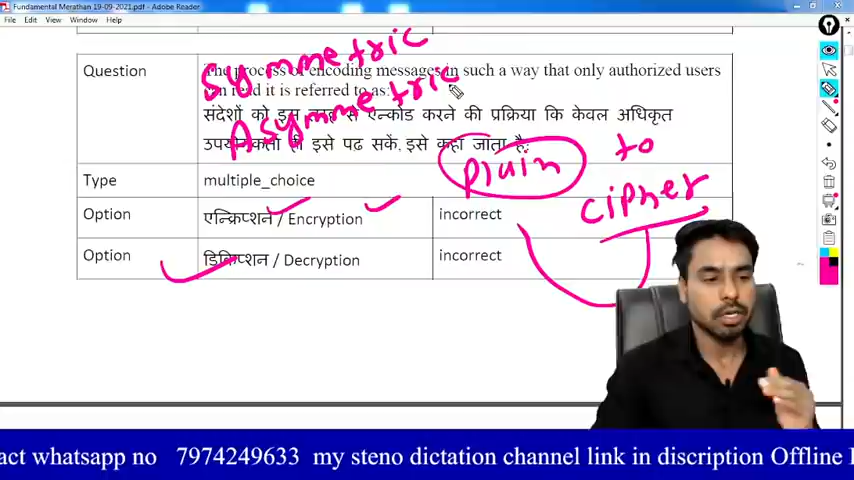 Fundamental Merathan 19-09-2021.pdf - Adobe Reader
File Edit View Window Help
Symmetric
Asymmetric
Question
The process of encoding messages in such a way that only authorized users
can read it is referred to as:
संदेशों को इस तरह से एन्कोड करने की प्रक्रिया कि केवल अधिकृत
उपयोगकर्ता ही इसे पढ सकें, इसे कहा जाता है:
plain to
cipher
Type multiple_choice
Option एन्क्रिप्शन / Encryption incorrect
Option डिक्रिप्शन / Decryption incorrect
act whatsapp no 7974249633 my steno dictation channel link in discription Offline